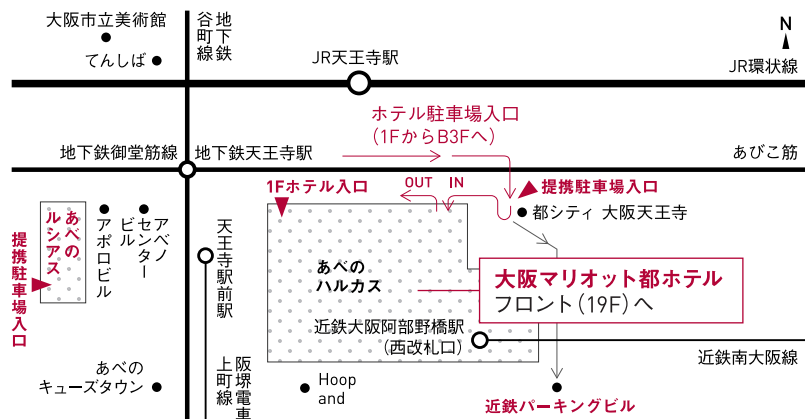 大阪市立美術館
てんしば
地下鉄
谷町線
JR天王寺駅
N
JR環状線
ホテル駐車場入口
(1FからB3Fへ)
地下鉄御堂筋線
地下鉄天王寺駅
あびこ筋
1Fホテル入口
OUT
IN
提携駐車場入口
都シティ 大阪天王寺
あべの
ルシアス
提携駐車場入口
アポロビル
アベノ
センター
ビル
天王寺駅前駅
あべの
ハルカス
大阪マリオット都ホテル
フロント(19F)へ
近鉄大阪阿部野橋駅
(西改札口)
近鉄南大阪線
あべの
キューズタウン
阪堺電車
上町線
Hoop
and
近鉄パーキングビル